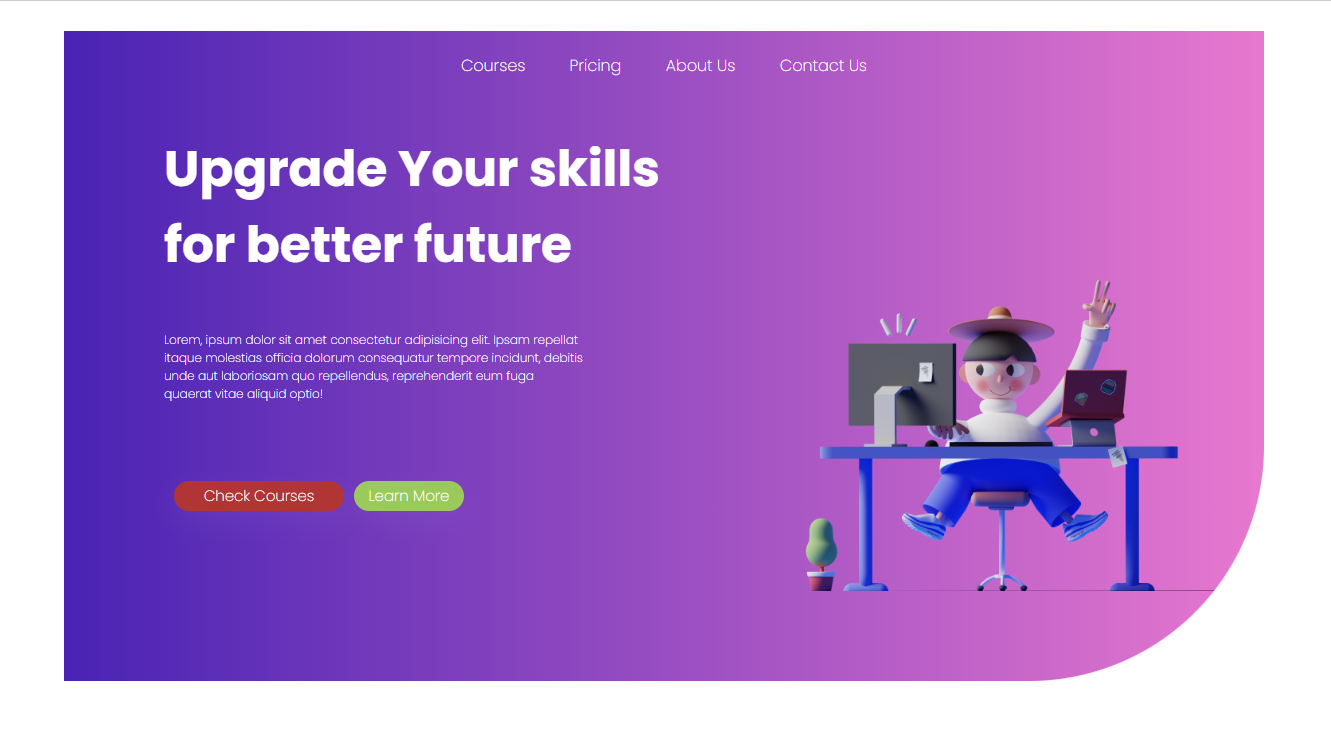 Courses Pricing About Us Contact Us
Upgrade Your skills
for better future
Lorem, ipsum dolor sit amet consectetur adipisicing elit. Ipsam repellat
itaque molestias officia dolorum consequatur tempore incidunt, debitis
unde aut laboriosam quo repellendus, reprehenderit eum fuga
quaerat vitae aliquid optio!
Check Courses Learn More